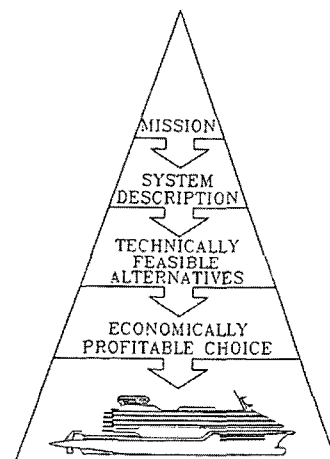 MISSION
SYSTEM
DESCRIPTION
TECHNICALLY
FEASIBLE
ALTERNATIVES
ECONOMICALLY
PROFITABLE CHOICE